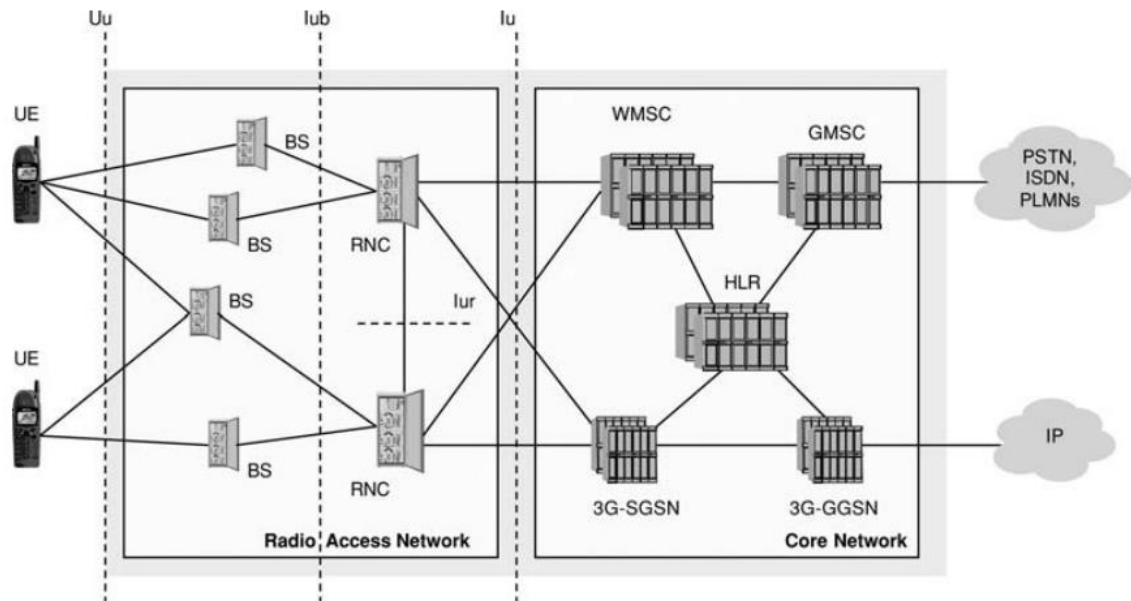 Uu
Iub
Iu
UE
BS
WMSC
GMSC
PSTN,
ISDN,
PLMNs
BS
RNC
HLR
BS
Iur
UE
IP
BS
RNC
3G-SGSN
3G-GGSN
Radio Access Network
Core Network